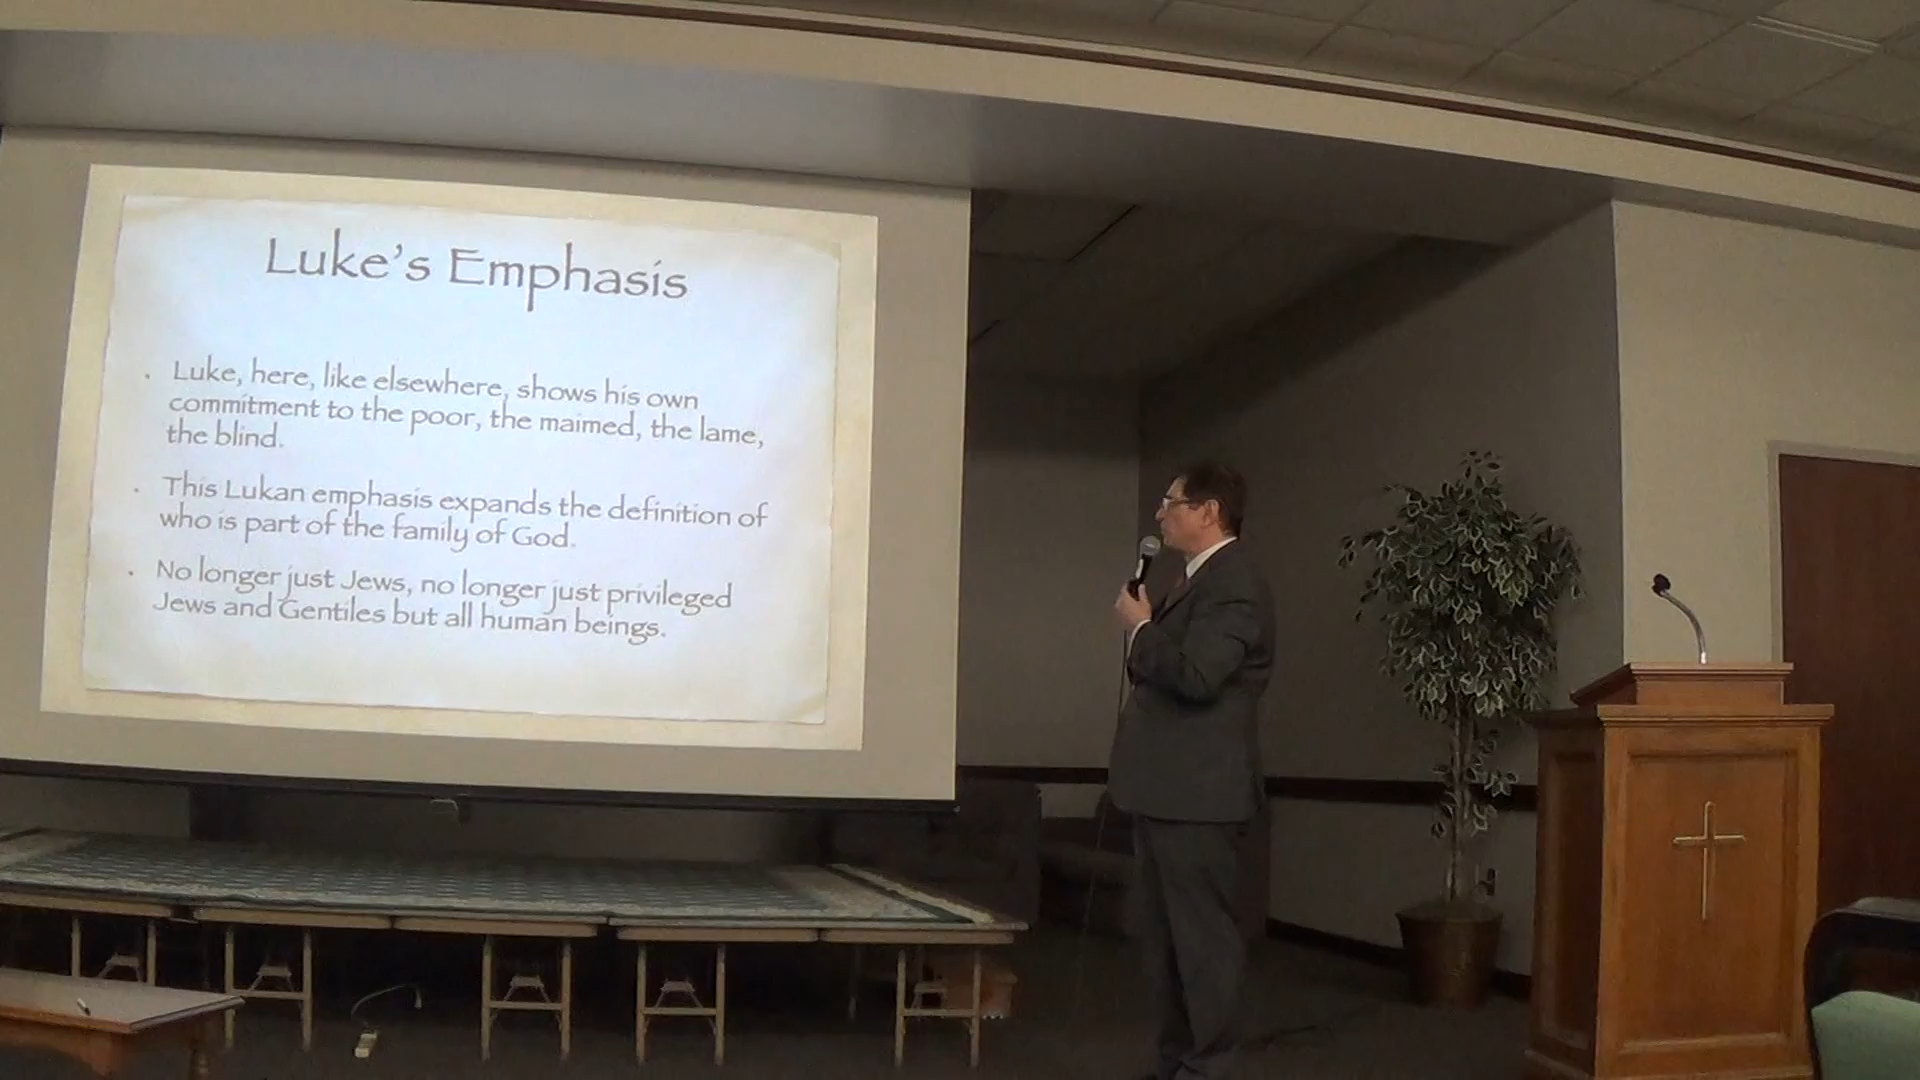 Luke's Emphasis
. Luke, here, like elsewhere, shows his own
commitment to the poor, the maimed, the lame,
the blind.
. This Lukan emphasis expands the definition of
who is part of the family of God.
. No longer just Jews, no longer just privileged
Jews and Gentiles but all human beings.